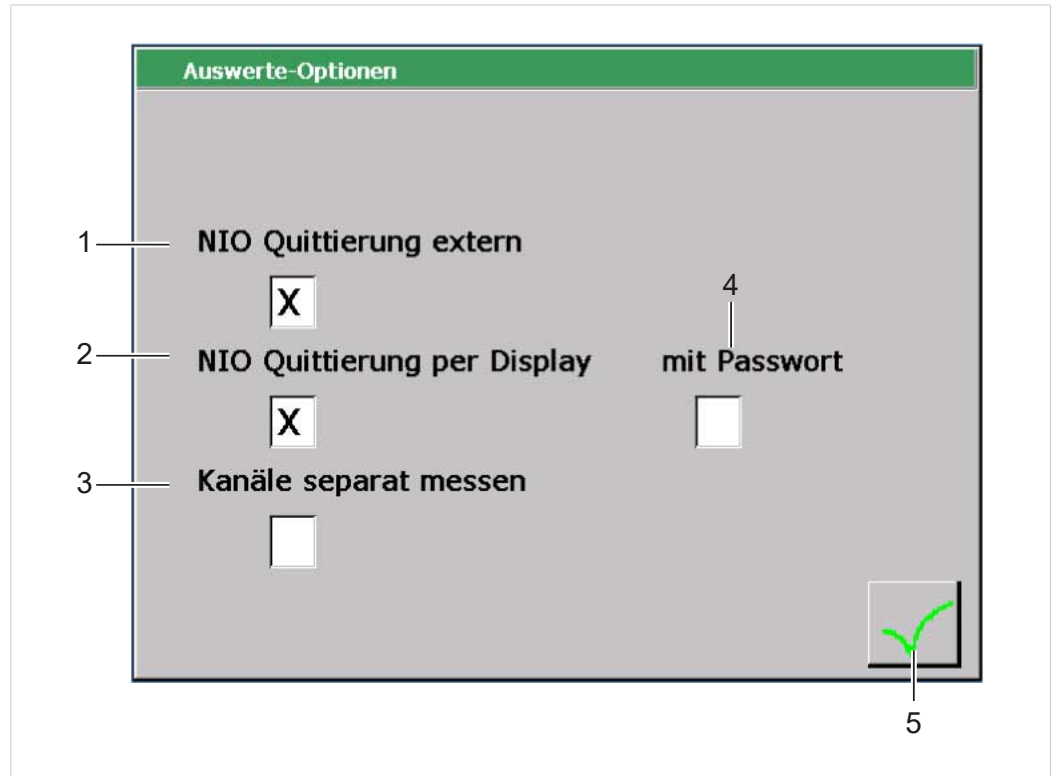 Auswerte-Optionen
1 NIO Quittierung extern
X
4
2 NIO Quittierung per Display mit Passwort
X
3 Kanäle separat messen
5